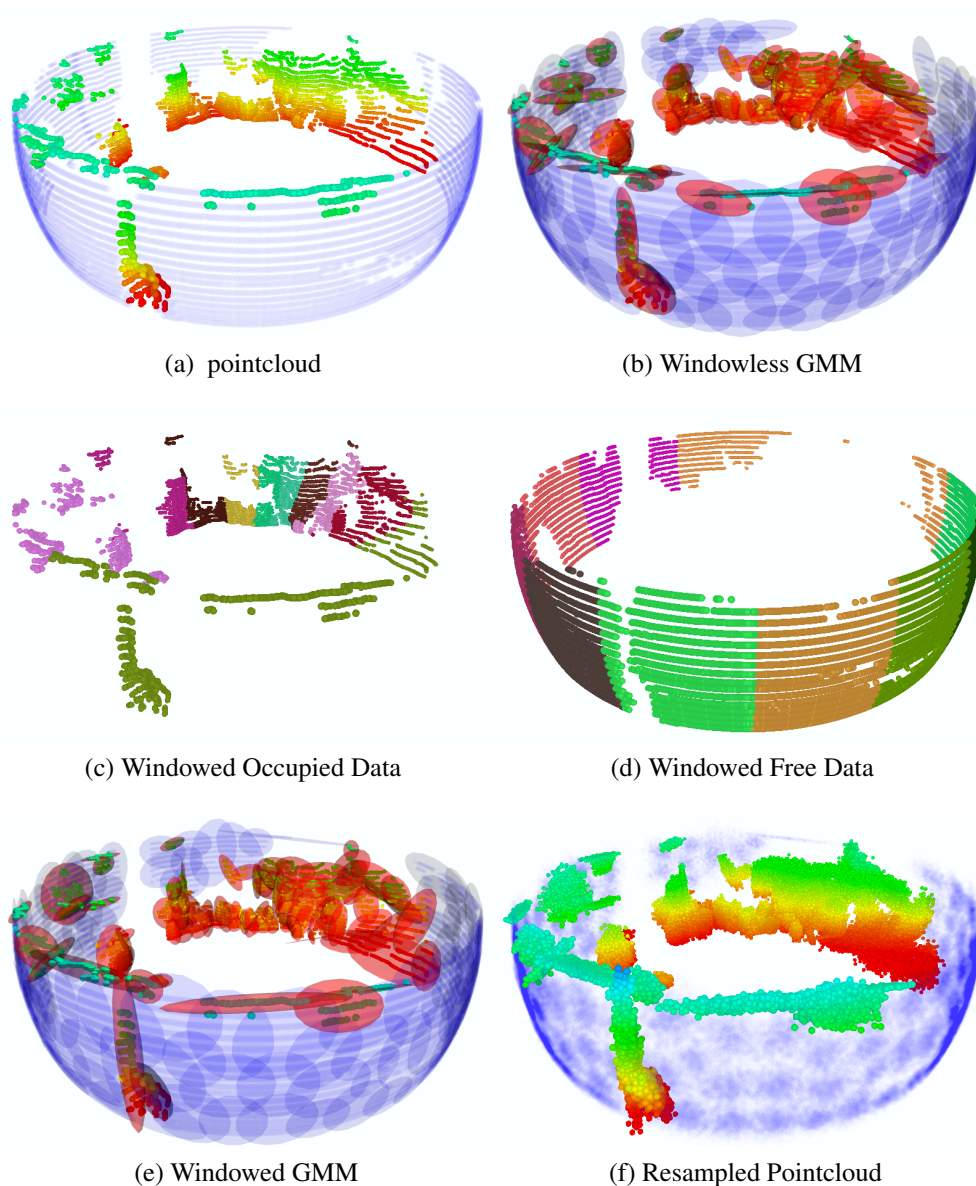 (a) pointcloud
(b) Windowless GMM
(c) Windowed Occupied Data
(d) Windowed Free Data
(e) Windowed GMM
(f) Resampled Pointcloud